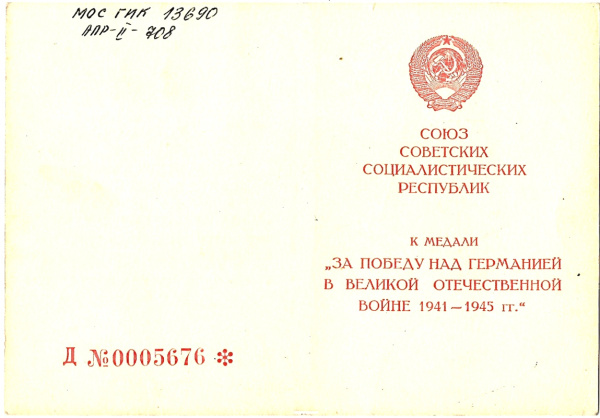 МОС ГИК 13690
АПР-II-708
СОЮЗ
СОВЕТСКИХ
СОЦИАЛИСТИЧЕСКИХ
РЕСПУБЛИК
К МЕДАЛИ
„ЗА ПОБЕДУ НАД ГЕРМАНИЕЙ
В ВЕЛИКОЙ ОТЕЧЕСТВЕННОЙ
ВОЙНЕ 1941—1945 гг.“
Д №0005676 *